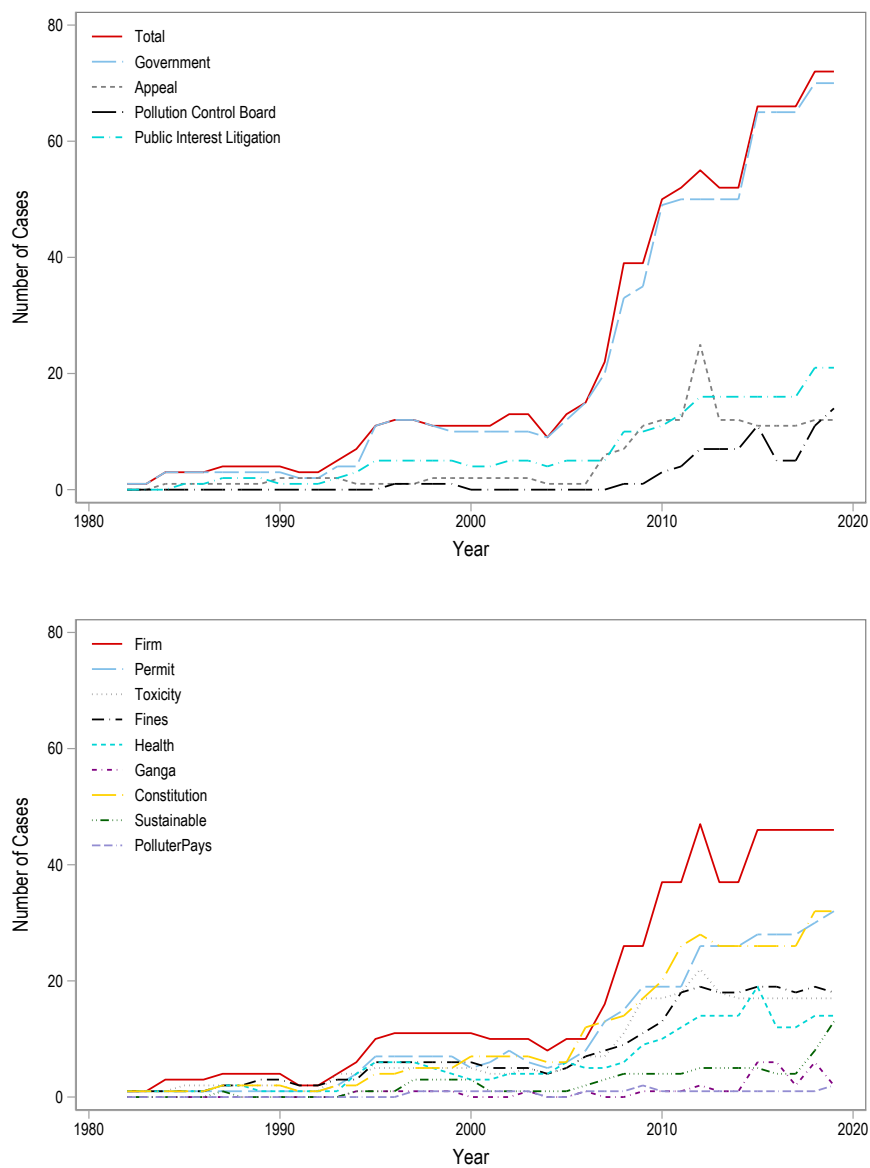 80
60
40
20
0
Number of Cases
Total
Government
Appeal
Pollution Control Board
Public Interest Litigation
1980
1990
2000
2010
2020
Year
80
60
40
20
0
Number of Cases
Firm
Permit
Toxicity
Fines
Health
Ganga
Constitution
Sustainable
PolluterPays
1980
1990
2000
2010
2020
Year